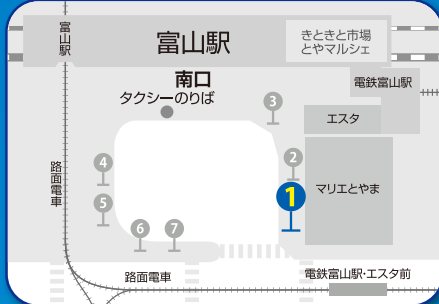 富山駅
富山駅
きときと市場
とやマルシェ
南口
タクシーのりば
電鉄富山駅
3
エスタ
4
2
マリエとやま
路面電車
1
5
6
7
路面電車
電鉄富山駅・エスタ前